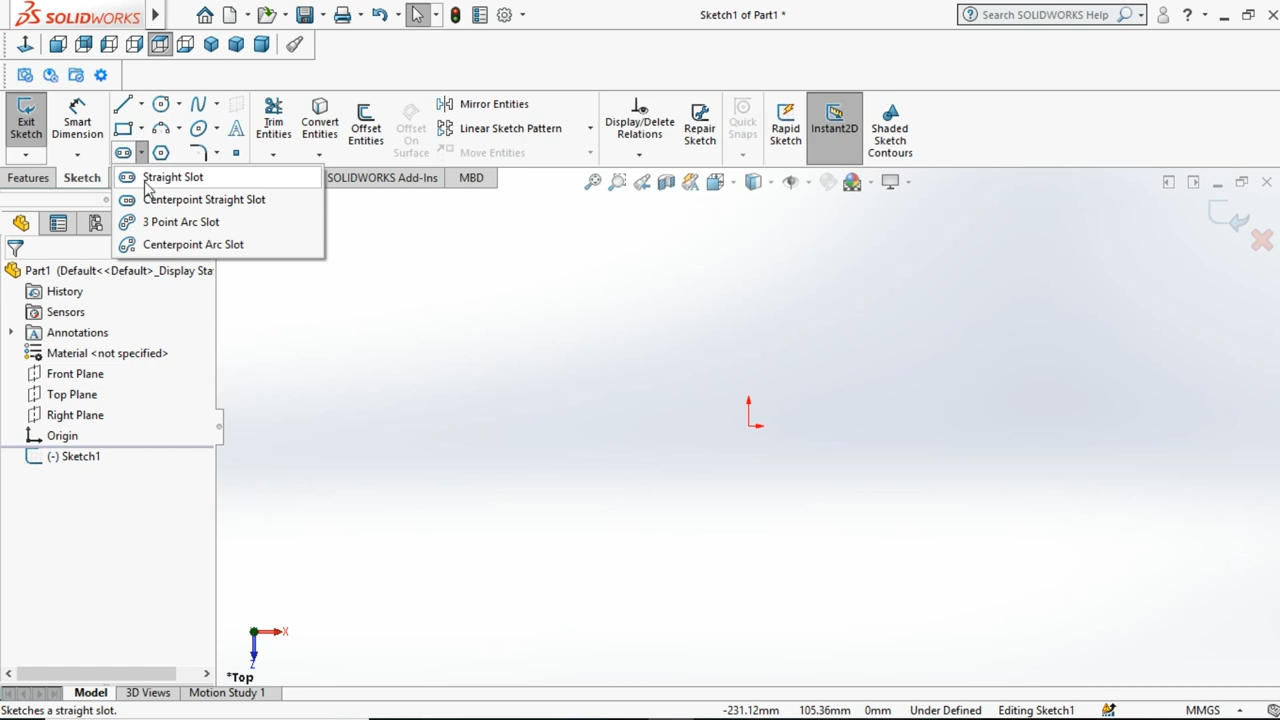 SOLIDWORKS
Sketch1 of Part1 *
Search SOLIDWORKS Help
Exit Sketch
Smart Dimension
Trim Entities
Convert Entities
Offset Entities
Offset On Surface
Mirror Entities
Linear Sketch Pattern
Move Entities
Display/Delete Relations
Repair Sketch
Quick Snaps
Rapid Sketch
Instant2D
Shaded Sketch Contours
Features
Sketch
SOLIDWORKS Add-Ins
MBD
Straight Slot
Centerpoint Straight Slot
3 Point Arc Slot
Centerpoint Arc Slot
Part1 (Default<<Default>_Display Sta
History
Sensors
Annotations
Material <not specified>
Front Plane
Top Plane
Right Plane
Origin
(-) Sketch1
X
Z
*Top
Model
3D Views
Motion Study 1
Sketches a straight slot.
-231.12mm
105.36mm
0mm
Under Defined
Editing Sketch1
MMGS